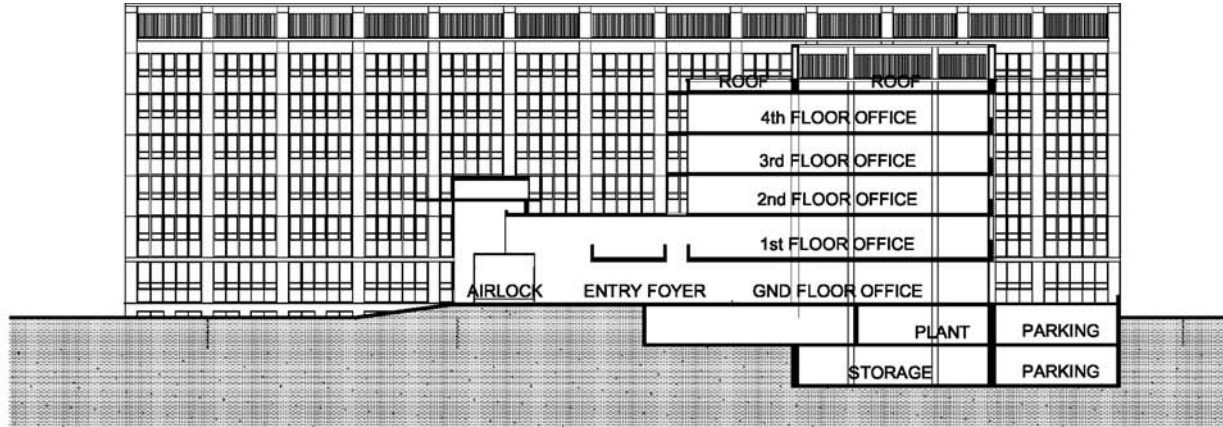 ROOF ROOF
4th FLOOR OFFICE
3rd FLOOR OFFICE
2nd FLOOR OFFICE
1st FLOOR OFFICE
AIRLOCK ENTRY FOYER GND FLOOR OFFICE
PLANT PARKING
STORAGE PARKING